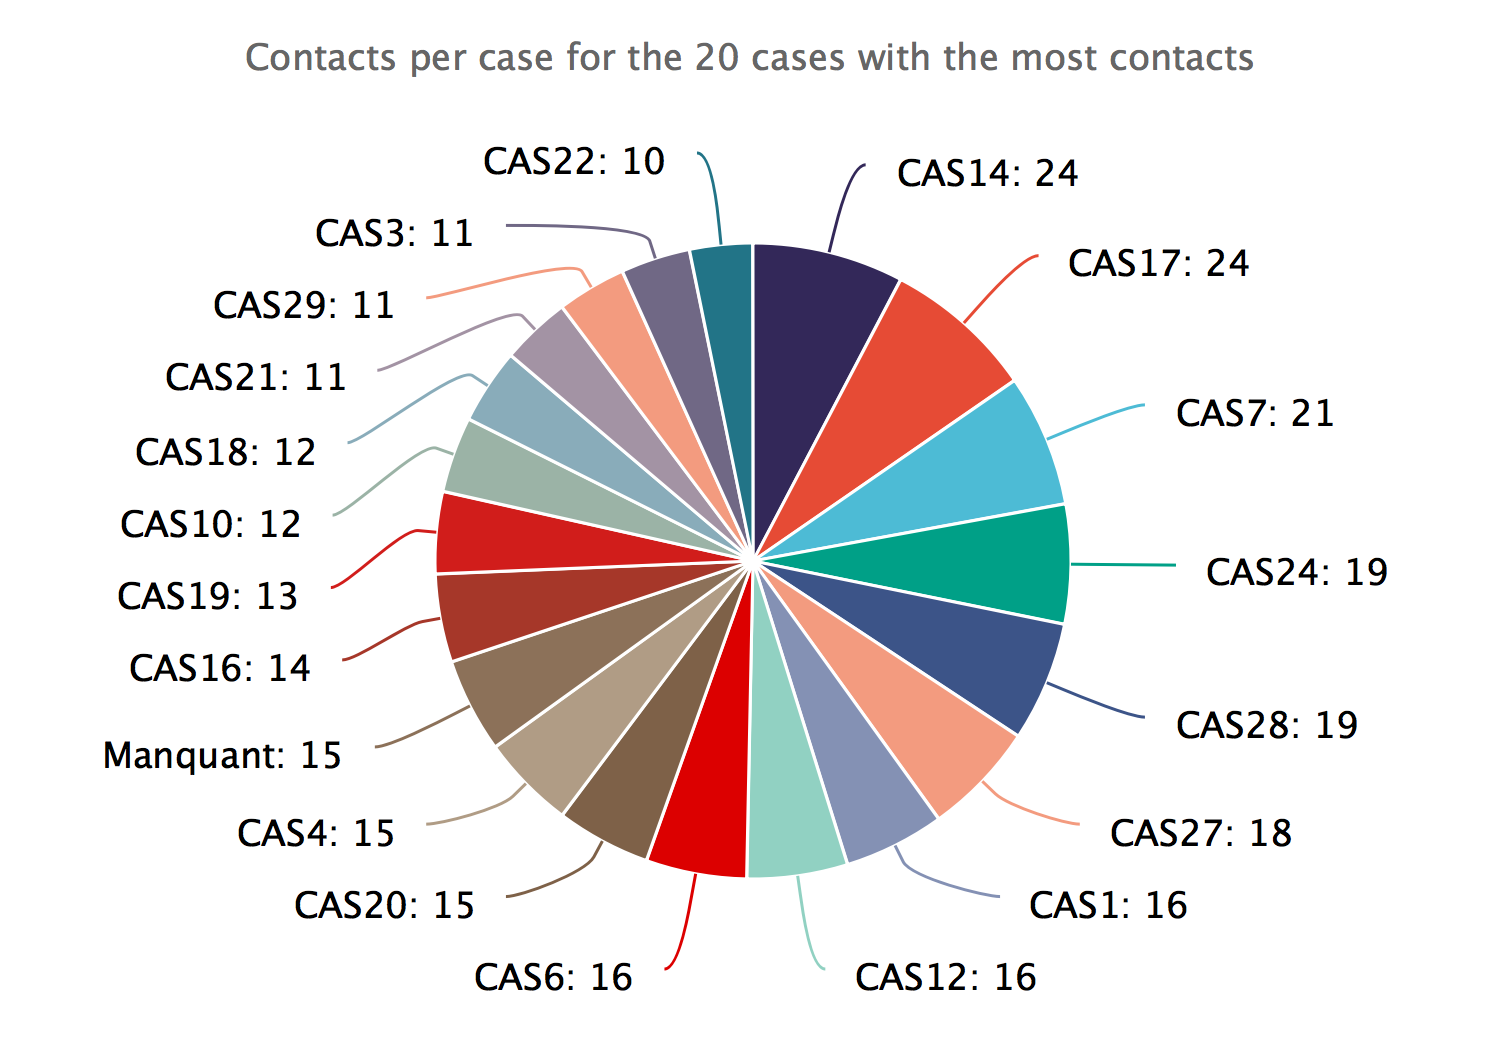 Contacts per case for the 20 cases with the most contacts
CAS14: 24
CAS17: 24
CAS7: 21
CAS24: 19
CAS28: 19
CAS27: 18
CAS1: 16
CAS12: 16
CAS6: 16
CAS20: 15
CAS4: 15
Manquant: 15
CAS16: 14
CAS19: 13
CAS10: 12
CAS18: 12
CAS21: 11
CAS29: 11
CAS3: 11
CAS22: 10